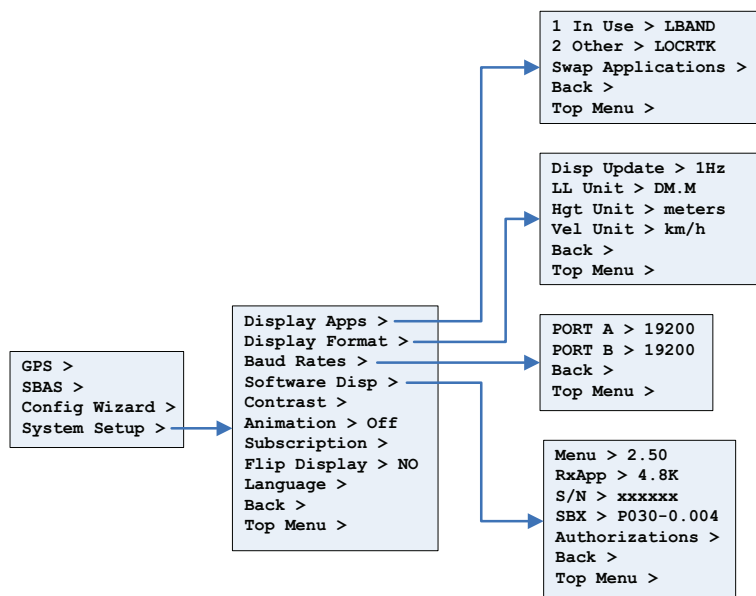 GPS >
SBAS >
Config Wizard >
System Setup >
Display Apps >
Display Format >
Baud Rates >
Software Disp >
Contrast >
Animation > Off
Subscription >
Flip Display > NO
Language >
Back >
Top Menu >
1 In Use > LBAND
2 Other > LOCRTK
Swap Applications >
Back >
Top Menu >
Disp Update > 1Hz
LL Unit > DM.M
Hgt Unit > meters
Vel Unit > km/h
Back >
Top Menu >
PORT A > 19200
PORT B > 19200
Back >
Top Menu >
Menu > 2.50
RxApp > 4.8K
S/N > xxxxxx
SBX > P030-0.004
Authorizations >
Back >
Top Menu >